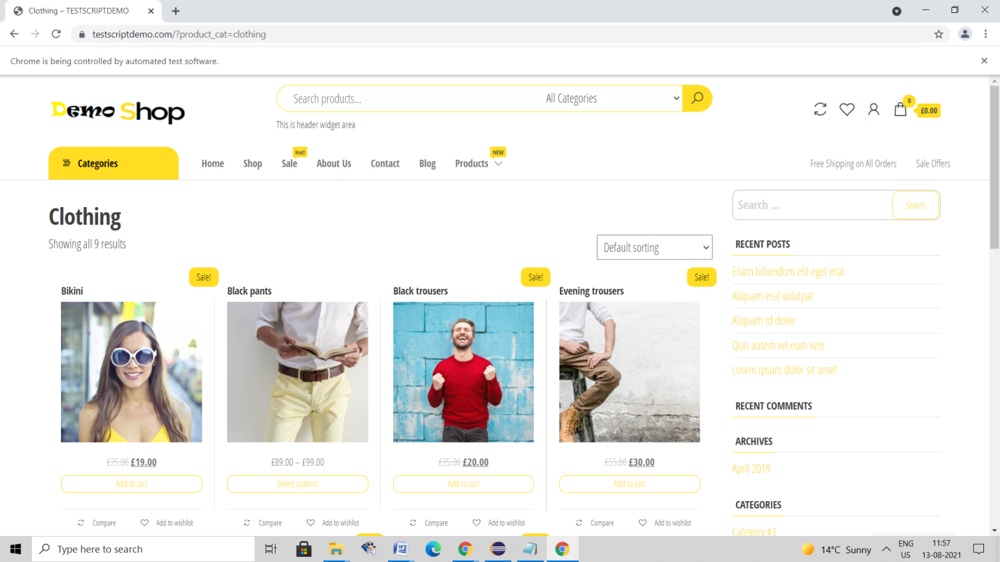 Clothing – TESTSCRIPTDEMO
testscriptdemo.com/?product_cat=clothing
Chrome is being controlled by automated test software.
Demo Shop
Search products...
All Categories
0
£0.00
This is header widget area
Categories
Home
Shop
Sale
Hot!
About Us
Contact
Blog
Products
NEW
Free Shipping on All Orders
Sale Offers
Clothing
Showing all 9 results
Default sorting
Sale!
Bikini
£25.00 £19.00
Add to cart
Compare
Add to wishlist
Black pants
£89.00 – £99.00
Select options
Compare
Add to wishlist
Sale!
Black trousers
£25.00 £20.00
Add to cart
Compare
Add to wishlist
Sale!
Evening trousers
£55.00 £30.00
Add to cart
Compare
Add to wishlist
Search ...
Search
RECENT POSTS
Etiam bibendum elit eget erat
Aliquam erat volutpat
Aliquam id dolor
Quis autem vel eum iure
Lorem ipsum dolor sit amet
RECENT COMMENTS
ARCHIVES
April 2019
CATEGORIES
Category #1
Type here to search
14°C Sunny
ENG
US
11:57
13-08-2021